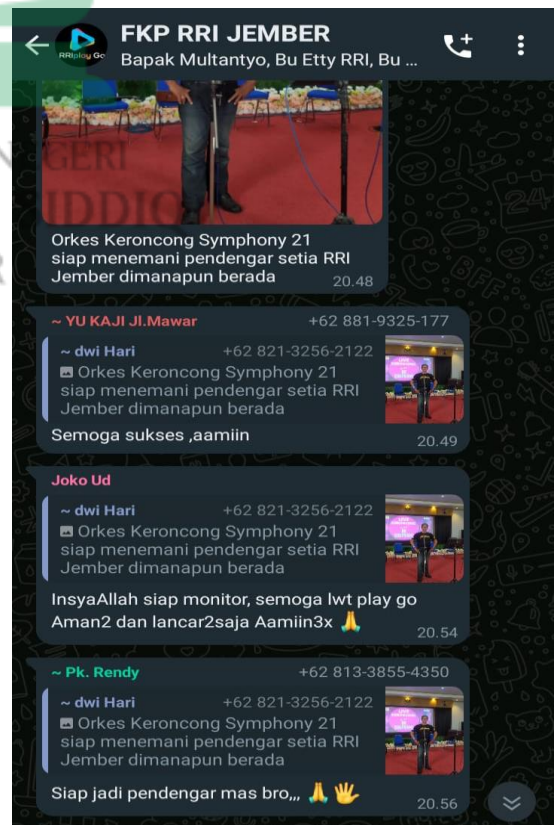 RRIplay Go
FKP RRI JEMBER
Bapak Multantyo, Bu Etty RRI, Bu ...
GERI
IDDIQ
Orkes Keroncong Symphony 21
siap menemani pendengar setia RRI
Jember dimanapun berada
20.48
~ YU KAJI Jl.Mawar +62 881-9325-177
~ dwi Hari +62 821-3256-2122
Orkes Keroncong Symphony 21
siap menemani pendengar setia RRI
Jember dimanapun berada
Semoga sukses ,aamiin
20.49
Joko Ud
~ dwi Hari +62 821-3256-2122
Orkes Keroncong Symphony 21
siap menemani pendengar setia RRI
Jember dimanapun berada
InsyaAllah siap monitor, semoga lwt play go
Aman2 dan lancar2saja Aamiin3x 🙏
20.54
~ Pk. Rendy +62 813-3855-4350
~ dwi Hari +62 821-3256-2122
Orkes Keroncong Symphony 21
siap menemani pendengar setia RRI
Jember dimanapun berada
Siap jadi pendengar mas bro,,, 🙏 🖐
20.56